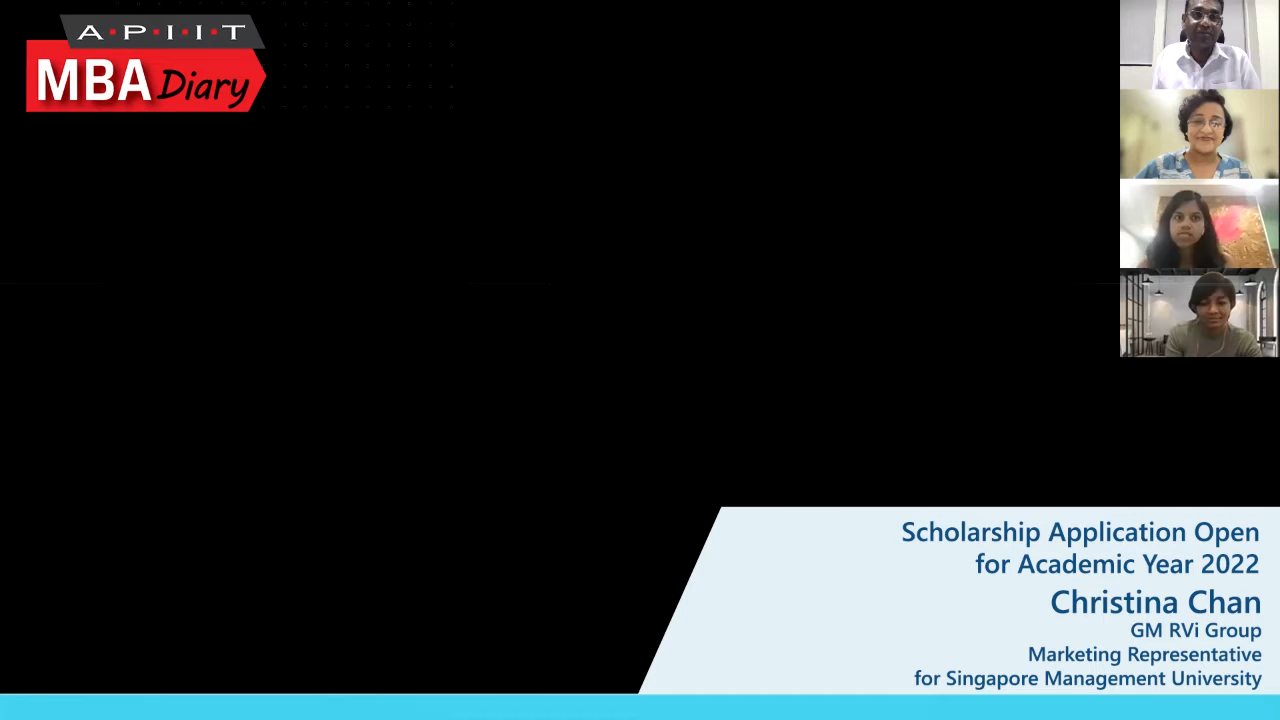 A·P·I·I·T
MBA Diary
Scholarship Application Open
for Academic Year 2022
Christina Chan
GM RVi Group
Marketing Representative
for Singapore Management University